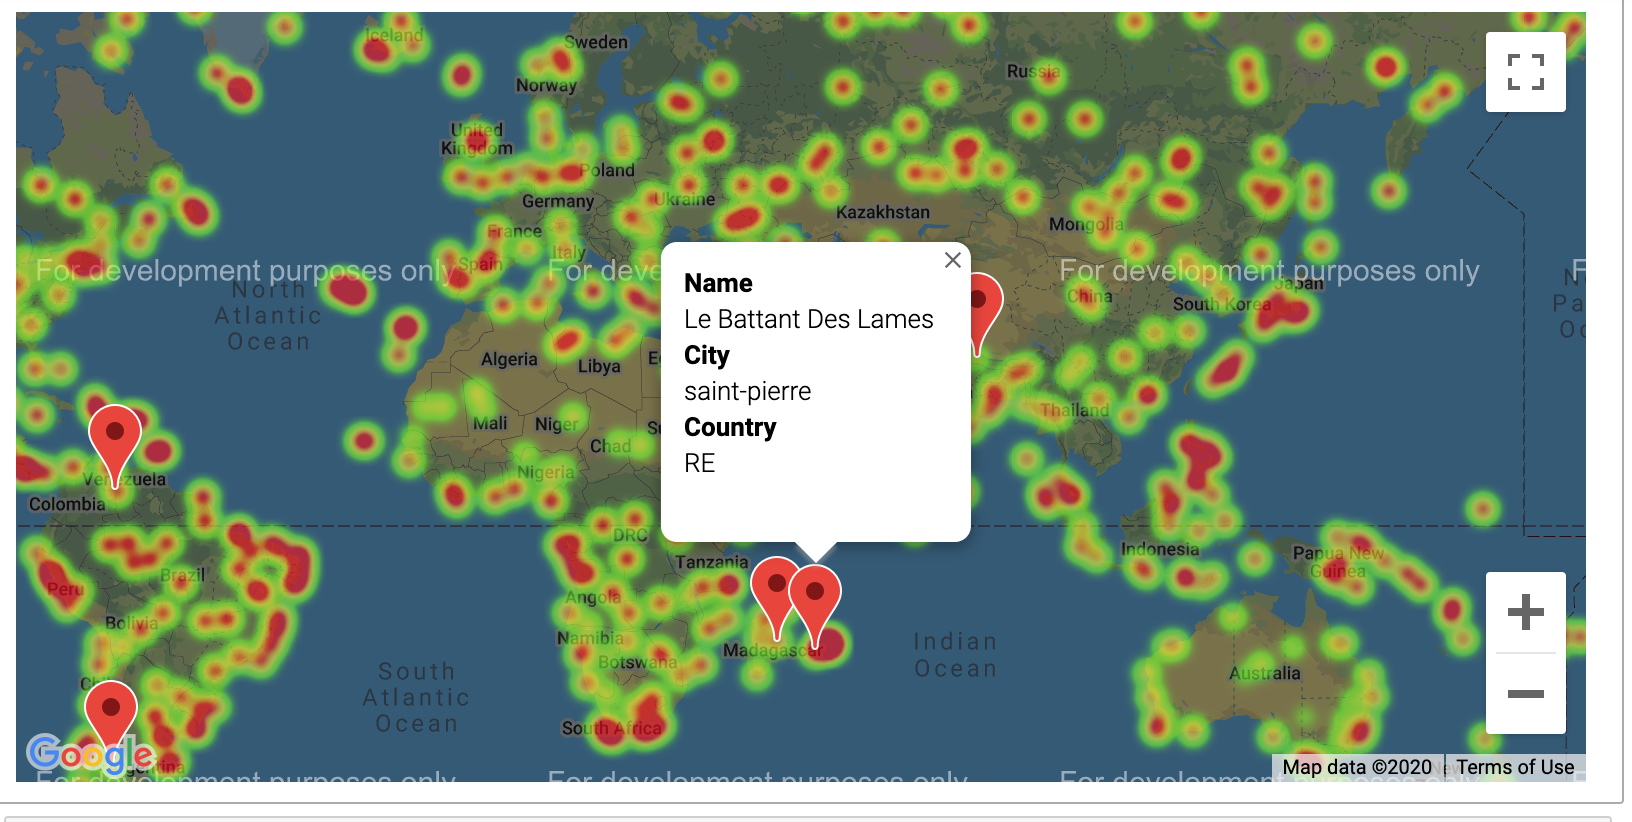 Iceland
Sweden
Norway
Russia
United
Kingdom
Poland
Germany
Ukraine
Kazakhstan
Mongolia
France
Italy
Spain
For development purposes only
For deve
For development purposes only
F
North
Atlantic
Ocean
Name
Le Battant Des Lames
City
saint-pierre
Country
RE
China
South Korea
Japan
N
Pa
Oc
Algeria
Libya
E
Mali
Niger
Chad
Su
Nigeria
Thailand
Venezuela
Colombia
DRC
Tanzania
Indonesia
Papua New
Guinea
Peru
Brazil
Angola
Bolivia
Namibia
Botswana
Madagascar
Indian
Ocean
Australia
South
Atlantic
Ocean
South Africa
Google
For development purposes only
For development purposes only
For development purposes only
Map data ©2020
Terms of Use